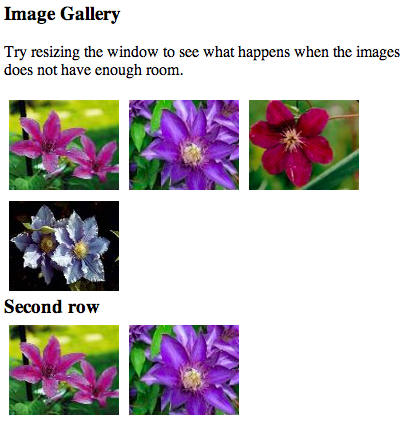 Image Gallery
Try resizing the window to see what happens when the images
does not have enough room.
Second row